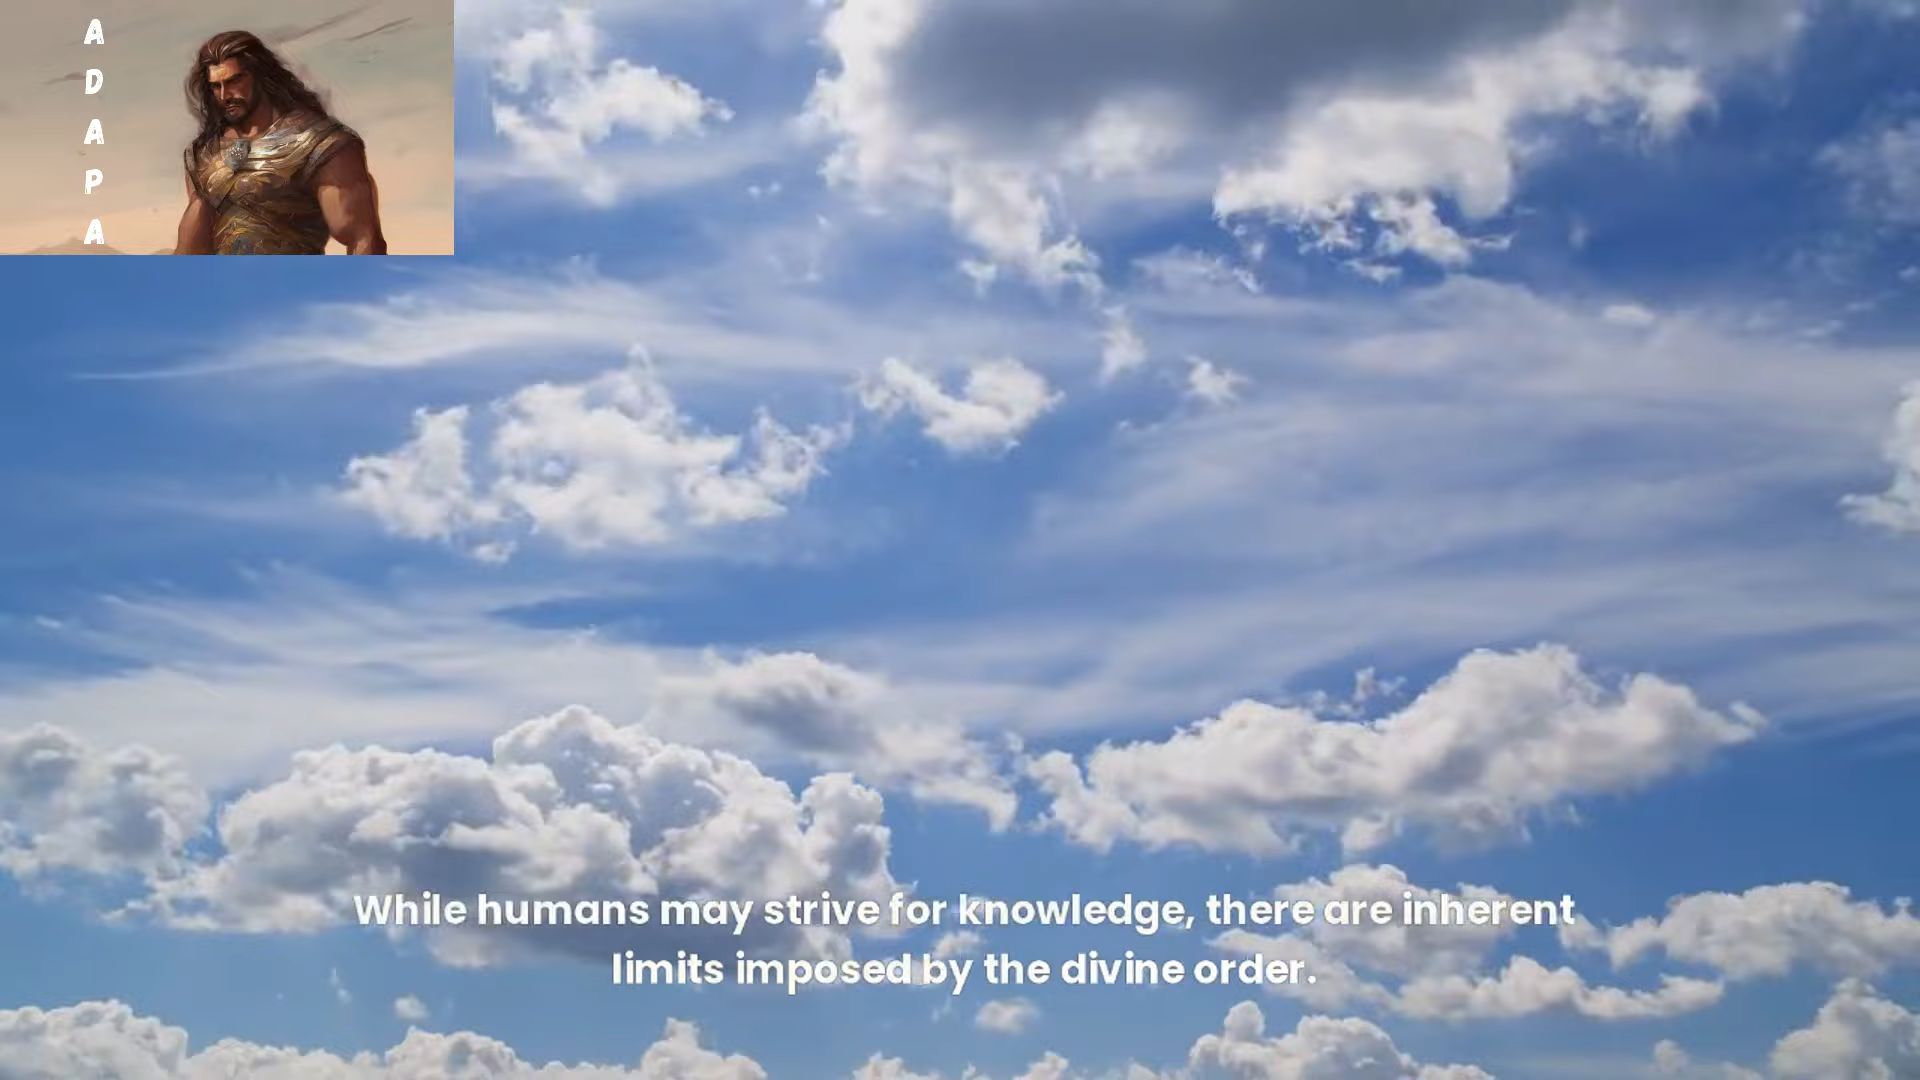 A
D
A
P
A
While humans may strive for knowledge, there are inherent
limits imposed by the divine order.